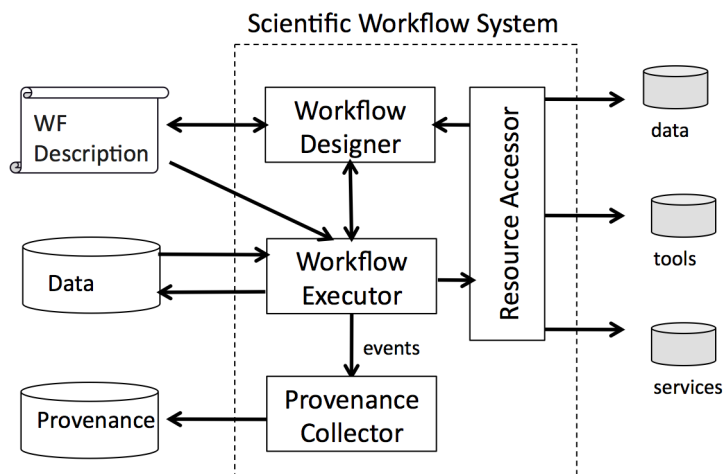 Scientific Workflow System
WF
Description
Workflow
Designer
Resource Accessor
data
Data
Workflow
Executor
tools
events
services
Provenance
Provenance
Collector